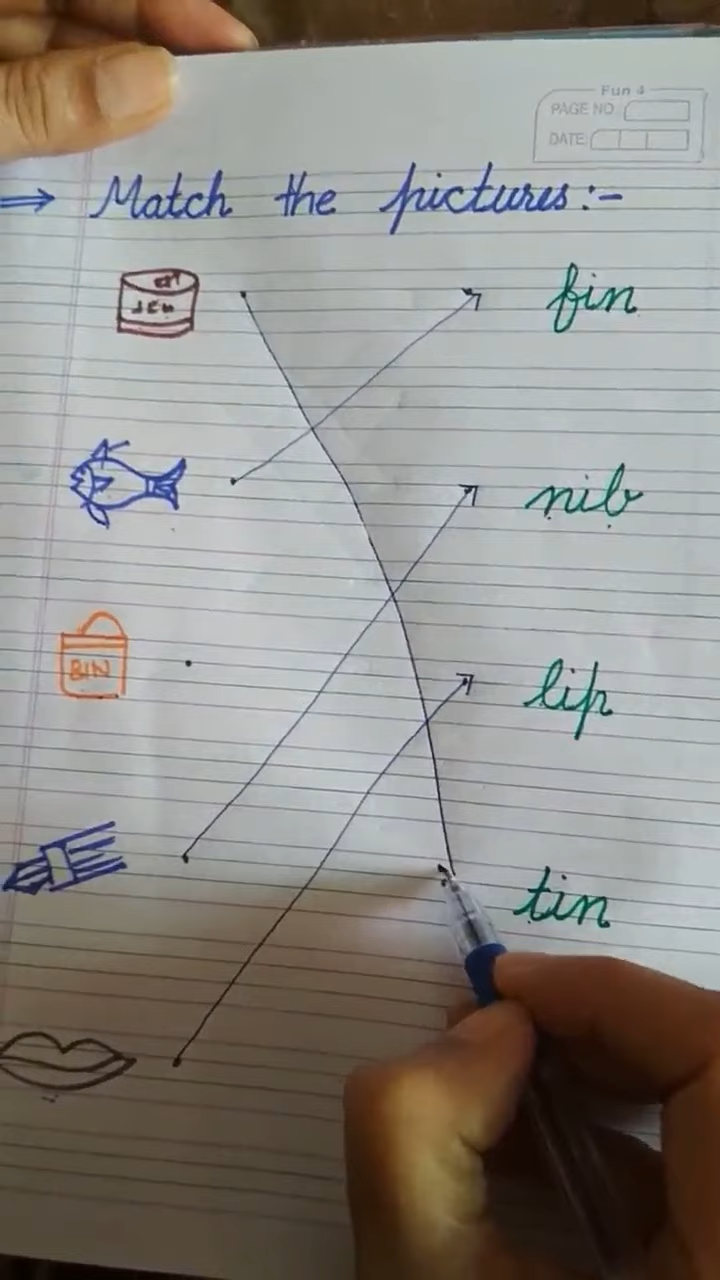 Fun 4
PAGE NO
DATE
⇒ Match the pictures:-
fin
nib
BIN
lip
tin